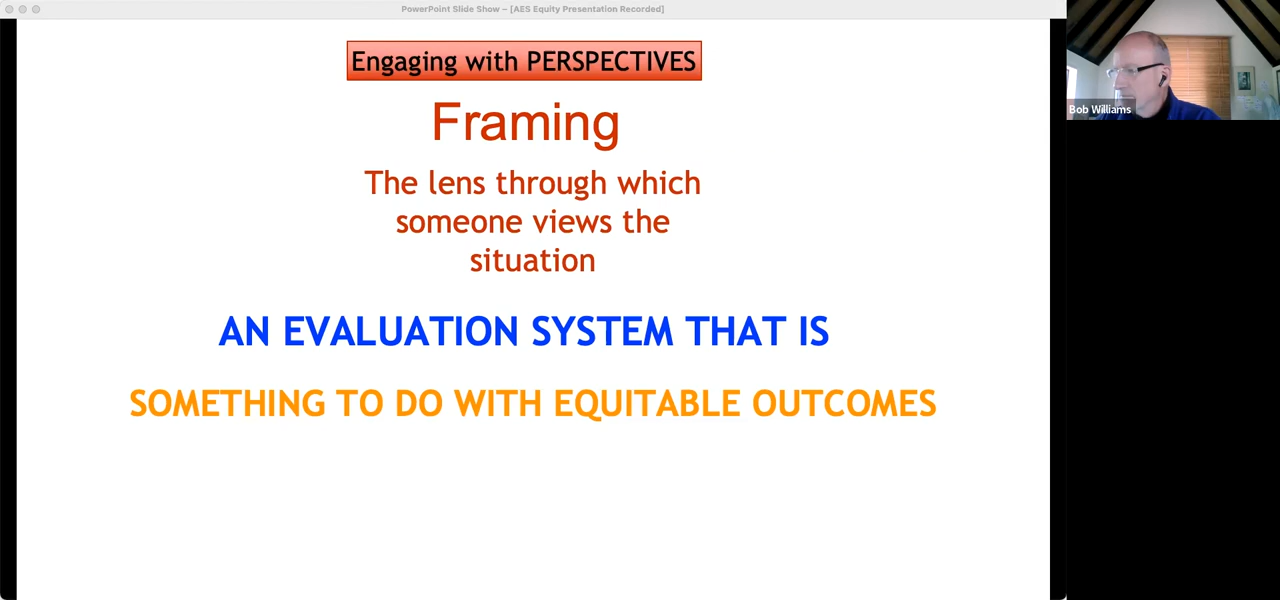 PowerPoint Slide Show – [AES Equity Presentation Recorded]
Engaging with PERSPECTIVES
Framing
The lens through which
someone views the
situation
AN EVALUATION SYSTEM THAT IS
SOMETHING TO DO WITH EQUITABLE OUTCOMES
Bob Williams